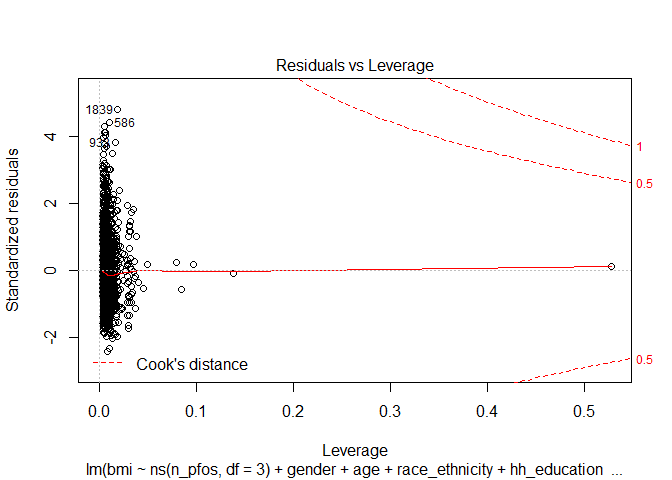 Residuals vs Leverage
1839
586
4
1
0.5
2
Standardized residuals
0
0.5
-2
Cook's distance
0.0 0.1 0.2 0.3 0.4 0.5
Leverage
lm(bmi ~ ns(n_pfos, df = 3) + gender + age + race_ethnicity + hh_education ...